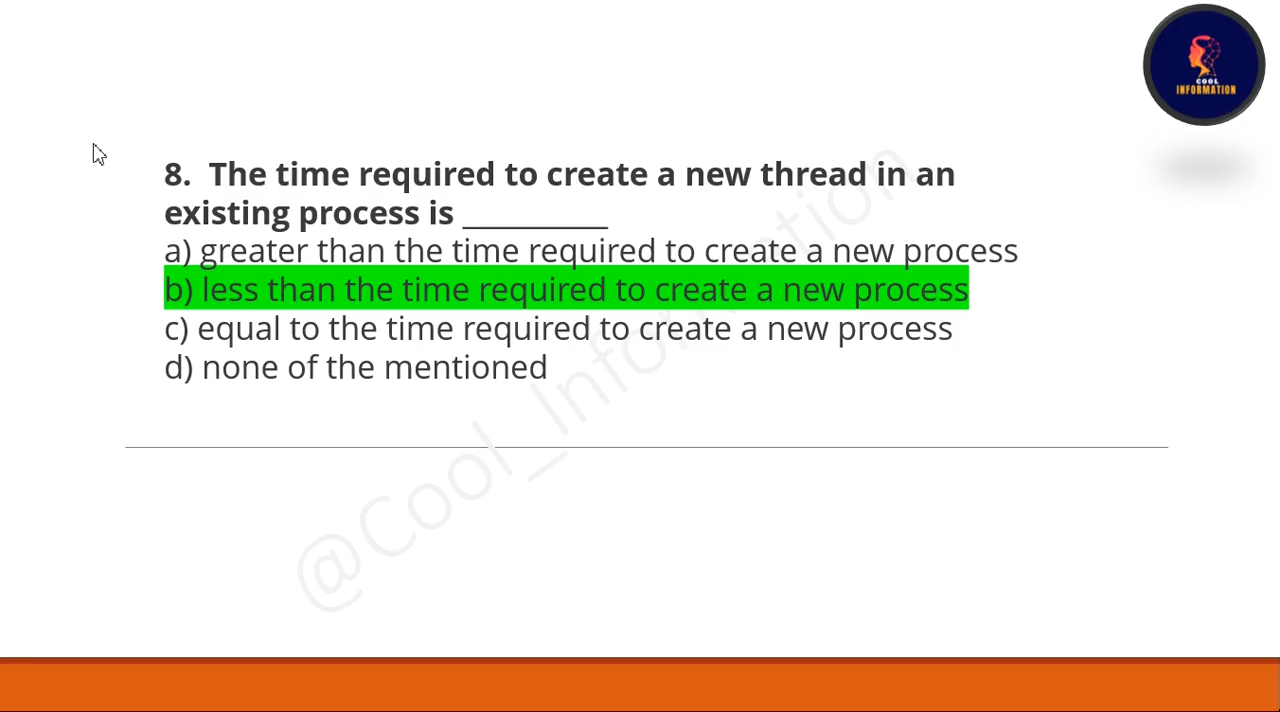 COOL
INFORMATION
8. The time required to create a new thread in an
existing process is __________
a) greater than the time required to create a new process
b) less than the time required to create a new process
c) equal to the time required to create a new process
d) none of the mentioned
@Cool_Information